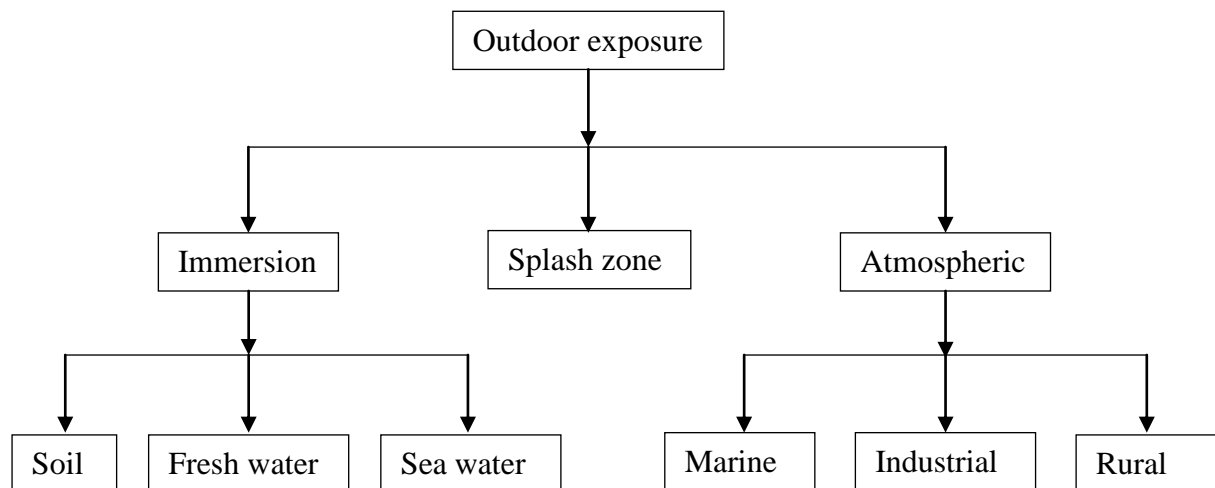 Outdoor exposure
Immersion
Splash zone
Atmospheric
Soil
Fresh water
Sea water
Marine
Industrial
Rural